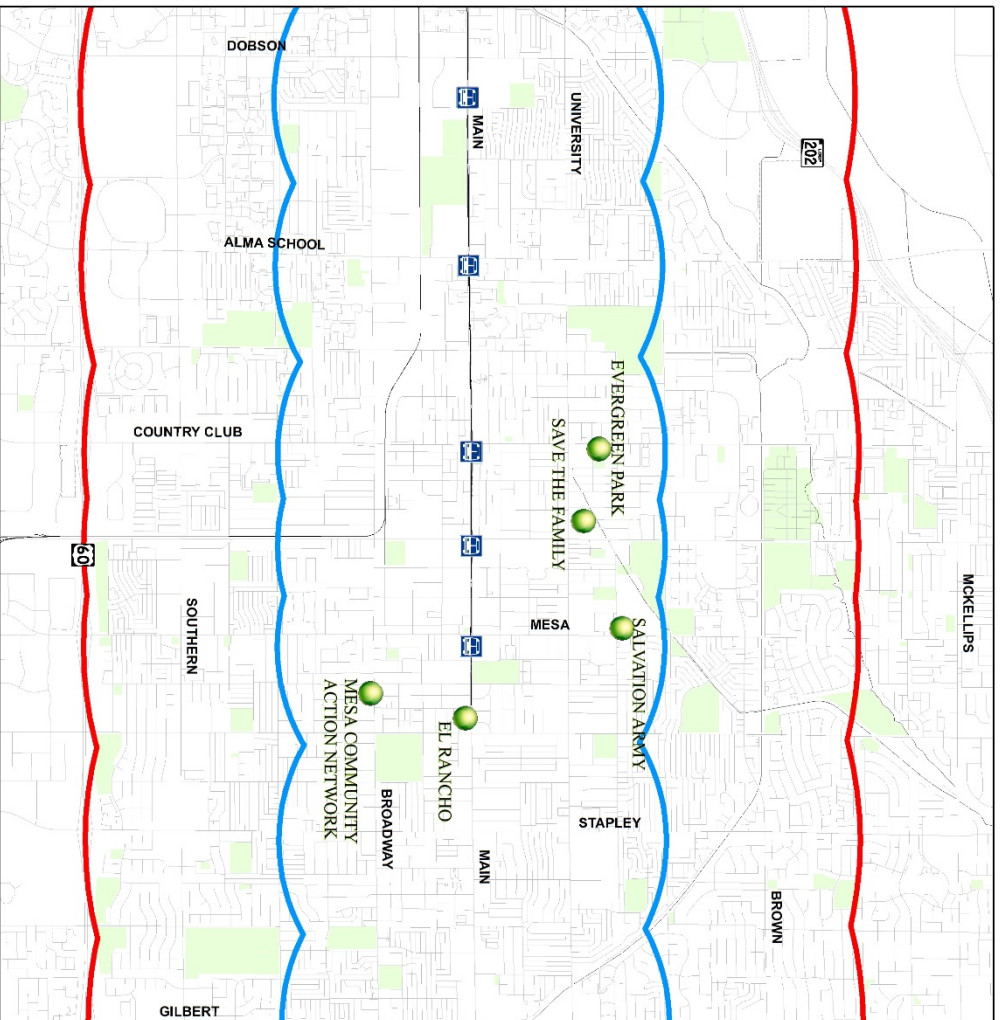 DOBSON
MAIN
UNIVERSITY
LOOP
202
ALMA SCHOOL
EVERGREEN PARK
SAVE THE FAMILY
COUNTRY CLUB
60
MCKELLIPS
SOUTHERN
MESA
SALVATION ARMY
MESA COMMUNITY
ACTION NETWORK
EL RANCHO
BROADWAY
STAPLEY
MAIN
BROWN
GILBERT